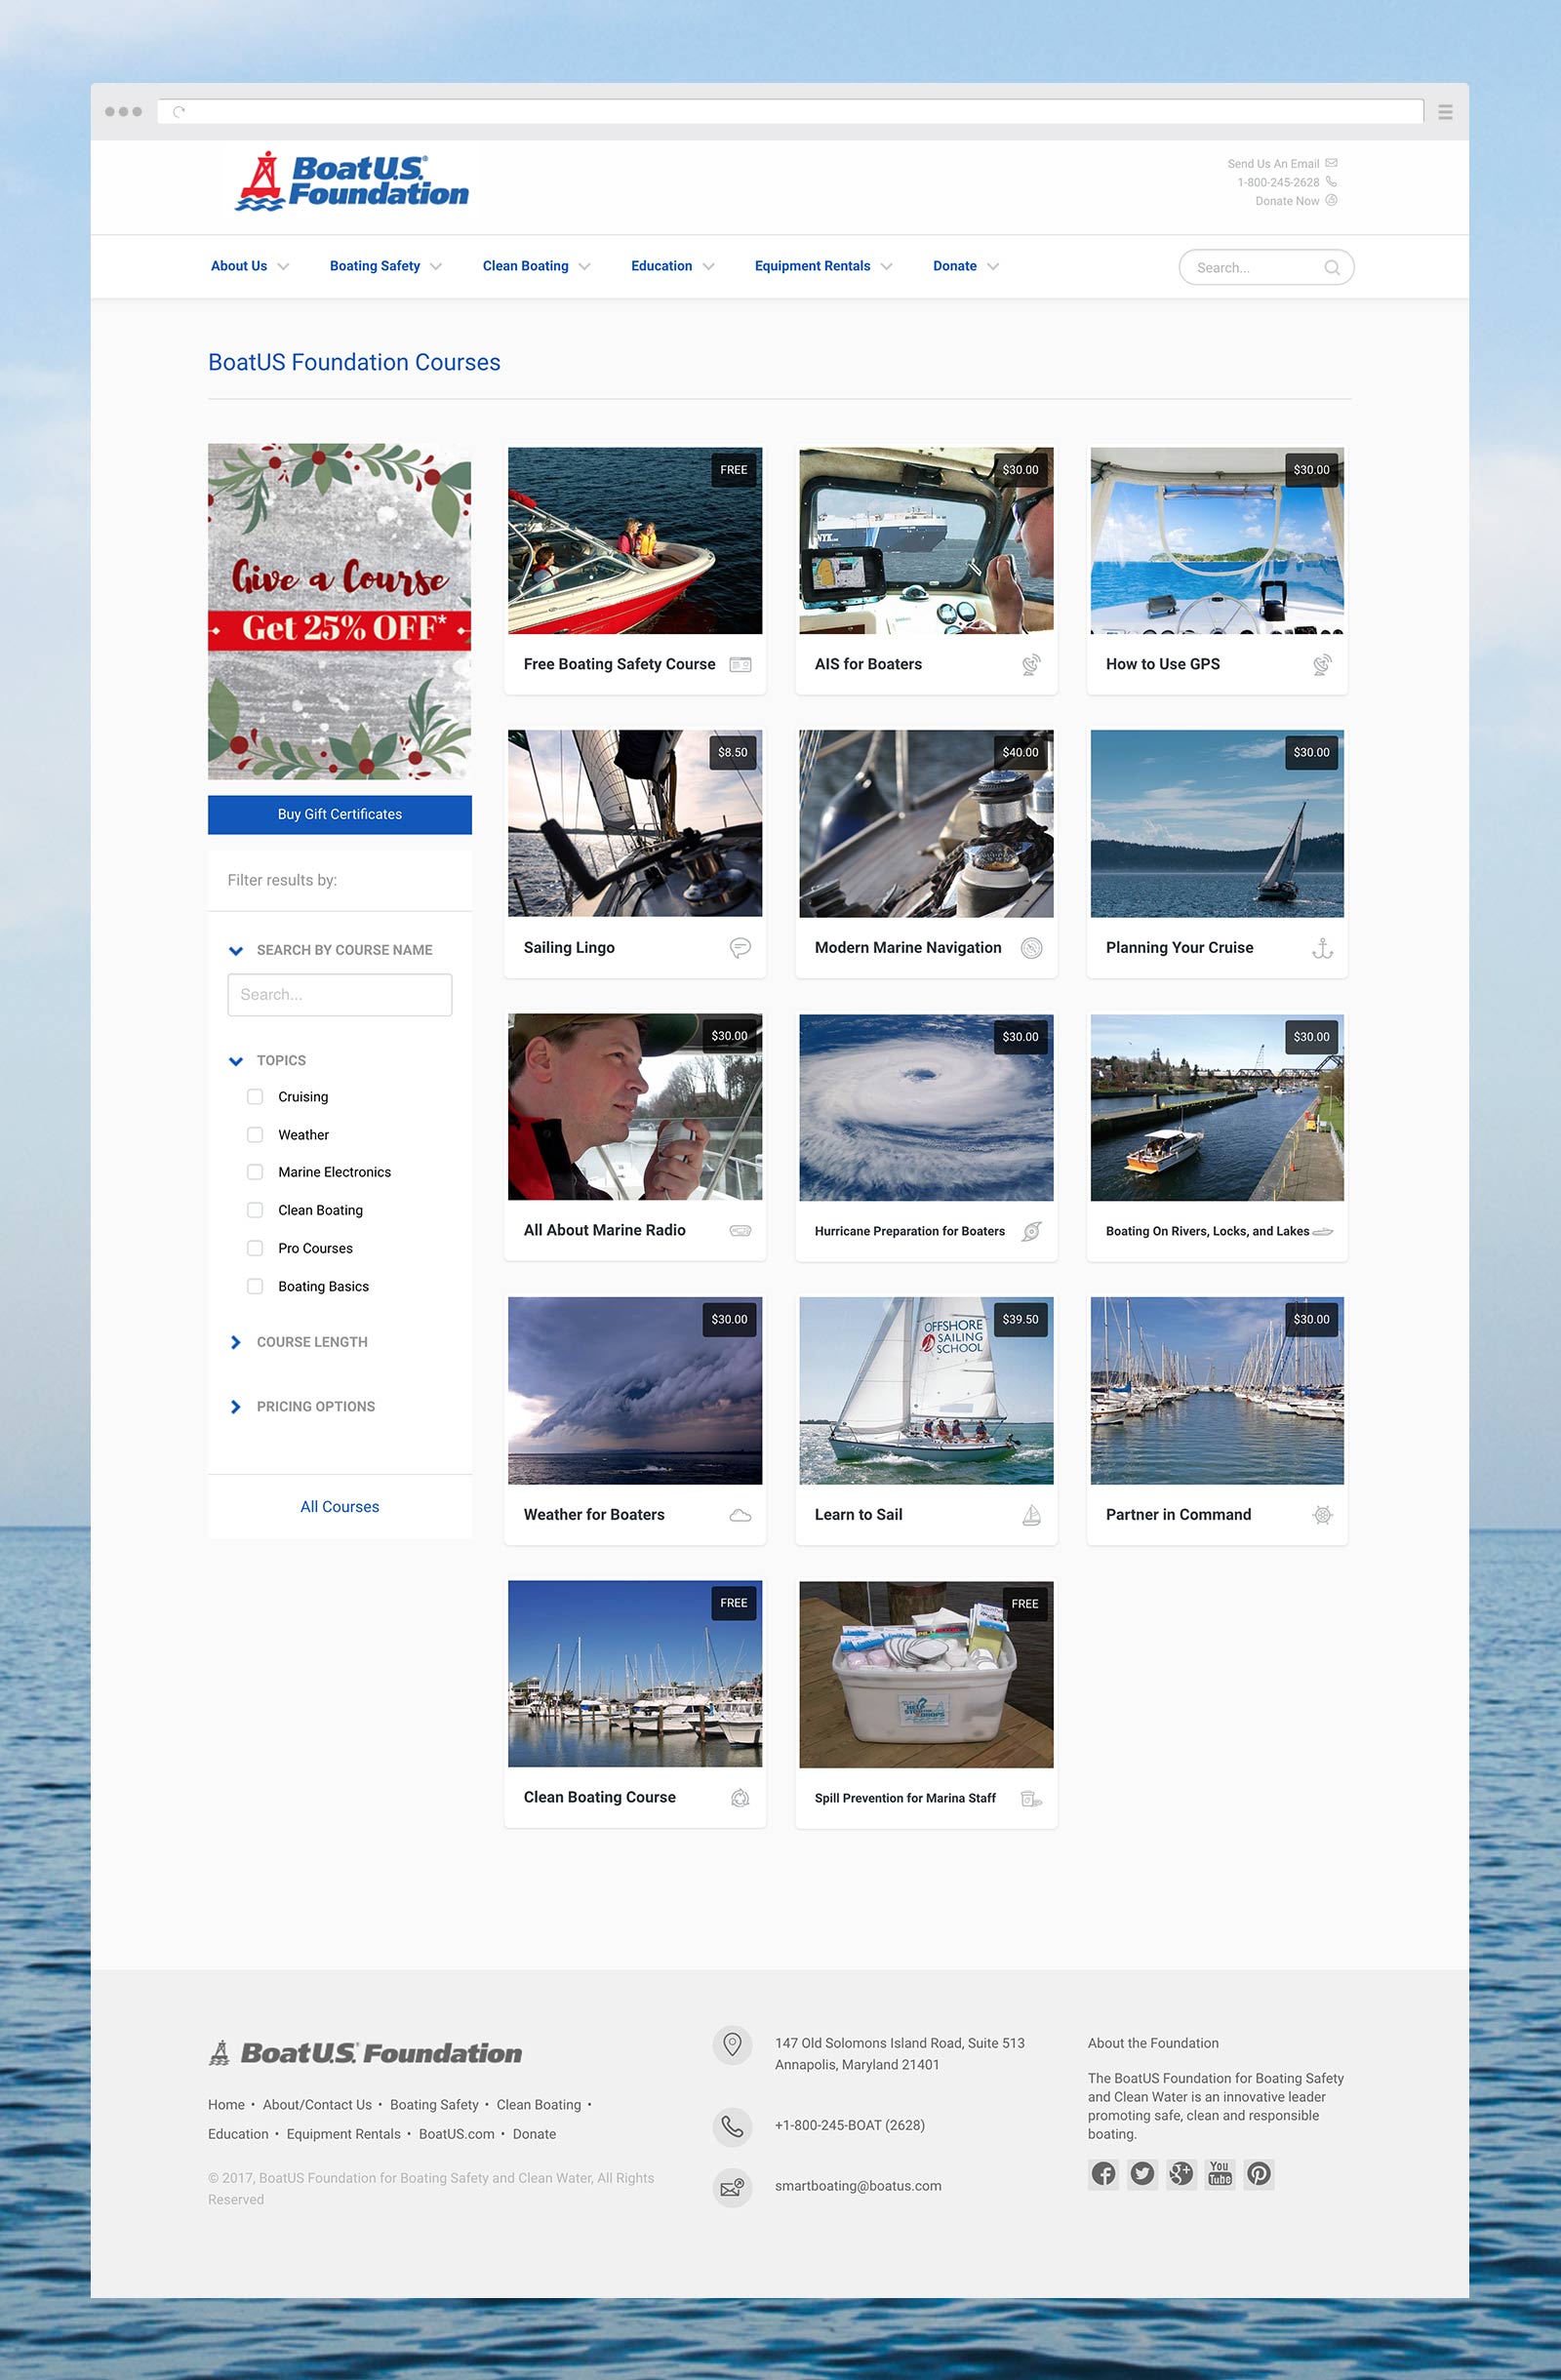 BoatU.S.
Foundation
Send Us An Email
1-800-245-2628
Donate Now
About Us
Boating Safety
Clean Boating
Education
Equipment Rentals
Donate
Search...
BoatUS Foundation Courses
Give a Course
Get 25% OFF*
Buy Gift Certificates
Filter results by:
SEARCH BY COURSE NAME
Search...
TOPICS
Cruising
Weather
Marine Electronics
Clean Boating
Pro Courses
Boating Basics
COURSE LENGTH
PRICING OPTIONS
All Courses
FREE
Free Boating Safety Course
$30.00
NYK
AIS for Boaters
$30.00
How to Use GPS
$8.50
Sailing Lingo
$40.00
Modern Marine Navigation
$30.00
Planning Your Cruise
$30.00
All About Marine Radio
$30.00
Hurricane Preparation for Boaters
$30.00
Boating On Rivers, Locks, and Lakes
$30.00
Weather for Boaters
$39.50
OFFSHORE
SAILING
SCHOOL
Learn to Sail
$30.00
Partner in Command
FREE
Clean Boating Course
FREE
Spill Prevention for Marina Staff
BoatU.S. Foundation
Home • About/Contact Us • Boating Safety • Clean Boating •
Education • Equipment Rentals • BoatUS.com • Donate
© 2017, BoatUS Foundation for Boating Safety and Clean Water, All Rights
Reserved
147 Old Solomons Island Road, Suite 513
Annapolis, Maryland 21401
+1-800-245-BOAT (2628)
smartboating@boatus.com
About the Foundation
The BoatUS Foundation for Boating Safety
and Clean Water is an innovative leader
promoting safe, clean and responsible
boating.
You
Tube